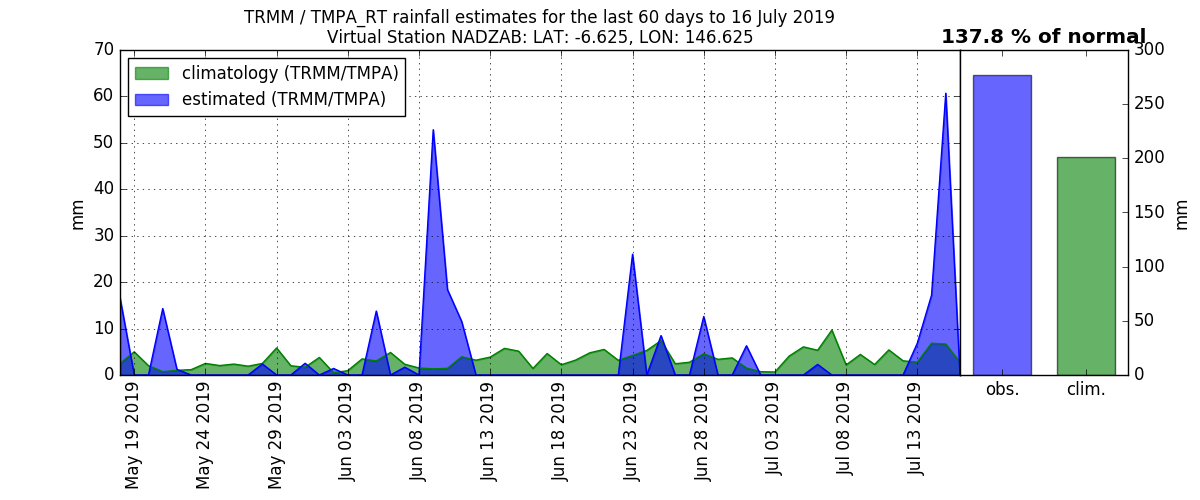 TRMM / TMPA_RT rainfall estimates for the last 60 days to 16 July 2019
Virtual Station NADZAB: LAT: -6.625, LON: 146.625
137.8 % of normal
climatology (TRMM/TMPA)
estimated (TRMM/TMPA)
70
60
50
40
30
20
10
0
mm
May 19 2019
May 24 2019
May 29 2019
Jun 03 2019
Jun 08 2019
Jun 13 2019
Jun 18 2019
Jun 23 2019
Jun 28 2019
Jul 03 2019
Jul 08 2019
Jul 13 2019
obs.
clim.
300
250
200
150
100
50
0
mm